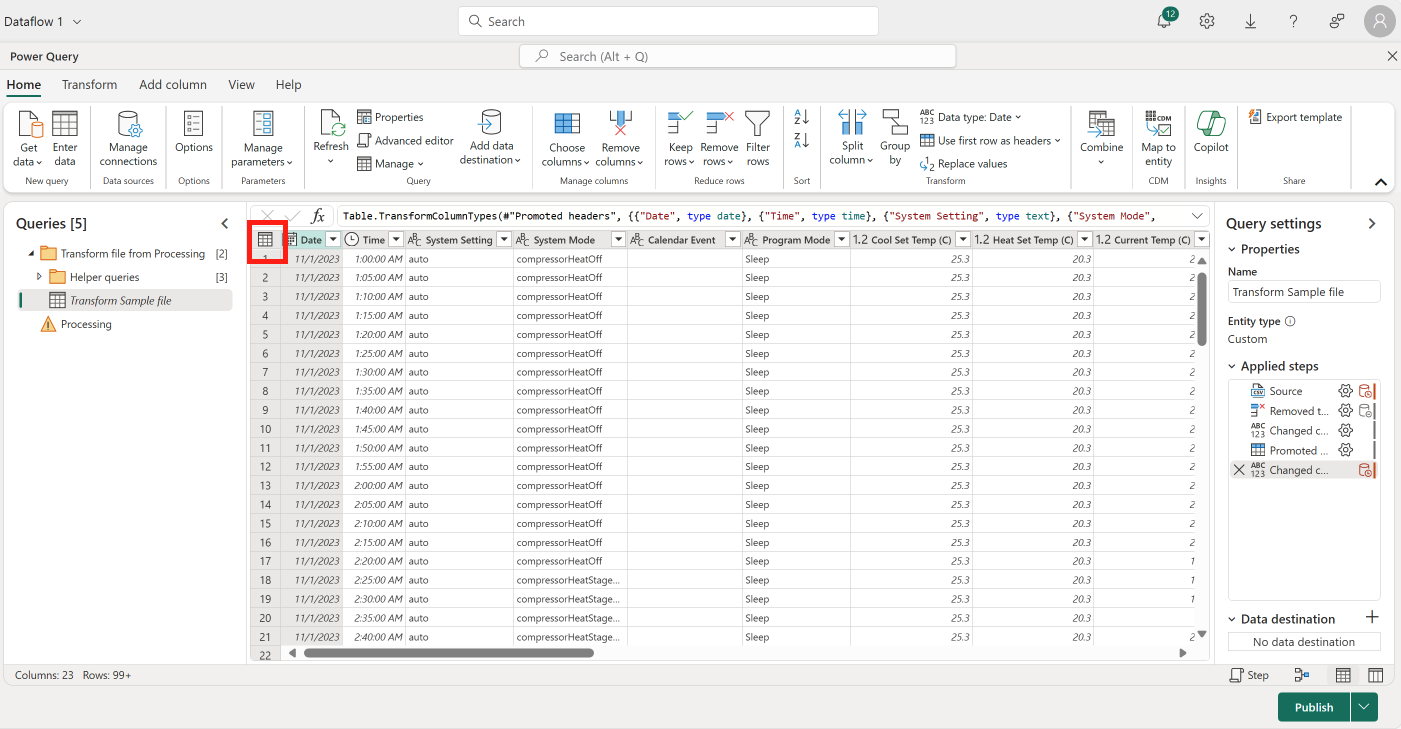 Dataflow 1
Search
12
Power Query
Search (Alt + Q)
Home Transform Add column View Help
Get data
Enter data
New query
Manage connections
Data sources
Options
Options
Manage parameters
Parameters
Refresh
Properties
Advanced editor
Manage
Add data destination
Query
Choose columns
Remove columns
Manage columns
Keep rows
Remove rows
Filter rows
Reduce rows
A Z
Z A
Sort
Split column
Group by
ABC 123 Data type: Date
Use first row as headers
1 2 Replace values
Transform
Combine
CDM
Map to entity
CDM
Copilot
Insights
Export template
Share
Queries [5]
Transform file from Processing [2]
Helper queries [3]
Transform Sample file
Processing
fx Table.TransformColumnTypes(#"Promoted headers", {{"Date", type date}, {"Time", type time}, {"System Setting", type text}, {"System Mode",
Date Time ABC System Setting ABC System Mode ABC Calendar Event ABC Program Mode 1.2 Cool Set Temp (C) 1.2 Heat Set Temp (C) 1.2 Current Temp (C)
1 11/1/2023 1:00:00 AM auto compressorHeatOff Sleep 25.3 20.3 2
2 11/1/2023 1:05:00 AM auto compressorHeatOff Sleep 25.3 20.3 2
3 11/1/2023 1:10:00 AM auto compressorHeatOff Sleep 25.3 20.3 2
4 11/1/2023 1:15:00 AM auto compressorHeatOff Sleep 25.3 20.3 2
5 11/1/2023 1:20:00 AM auto compressorHeatOff Sleep 25.3 20.3 2
6 11/1/2023 1:25:00 AM auto compressorHeatOff Sleep 25.3 20.3 2
7 11/1/2023 1:30:00 AM auto compressorHeatOff Sleep 25.3 20.3 2
8 11/1/2023 1:35:00 AM auto compressorHeatOff Sleep 25.3 20.3 2
9 11/1/2023 1:40:00 AM auto compressorHeatOff Sleep 25.3 20.3 2
10 11/1/2023 1:45:00 AM auto compressorHeatOff Sleep 25.3 20.3 2
11 11/1/2023 1:50:00 AM auto compressorHeatOff Sleep 25.3 20.3 2
12 11/1/2023 1:55:00 AM auto compressorHeatOff Sleep 25.3 20.3 2
13 11/1/2023 2:00:00 AM auto compressorHeatOff Sleep 25.3 20.3 2
14 11/1/2023 2:05:00 AM auto compressorHeatOff Sleep 25.3 20.3 2
15 11/1/2023 2:10:00 AM auto compressorHeatOff Sleep 25.3 20.3 2
16 11/1/2023 2:15:00 AM auto compressorHeatOff Sleep 25.3 20.3 2
17 11/1/2023 2:20:00 AM auto compressorHeatOff Sleep 25.3 20.3 1
18 11/1/2023 2:25:00 AM auto compressorHeatStage... Sleep 25.3 20.3 1
19 11/1/2023 2:30:00 AM auto compressorHeatStage... Sleep 25.3 20.3 1
20 11/1/2023 2:35:00 AM auto compressorHeatStage... Sleep 25.3 20.3 2
21 11/1/2023 2:40:00 AM auto compressorHeatStage... Sleep 25.3 20.3 2
22
Query settings
Properties
Name
Transform Sample file
Entity type
Custom
Applied steps
CSV Source
Removed t...
ABC 123 Changed c...
Promoted ...
ABC 123 Changed c...
Data destination
No data destination
Columns: 23 Rows: 99+
Step
Publish